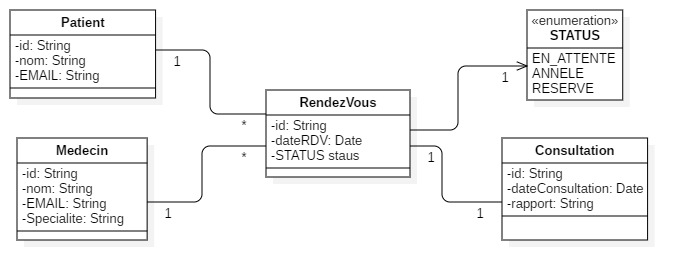 Patient
-id: String
-nom: String
-EMAIL: String
1
*
Medecin
-id: String
-nom: String
-EMAIL: String
-Specialite: String
1
*
RendezVous
-id: String
-dateRDV: Date
-STATUS staus
1
«enumeration»
STATUS
EN_ATTENTE
ANNELE
RESERVE
1
Consultation
-id: String
-dateConsultation: Date
-rapport: String
1